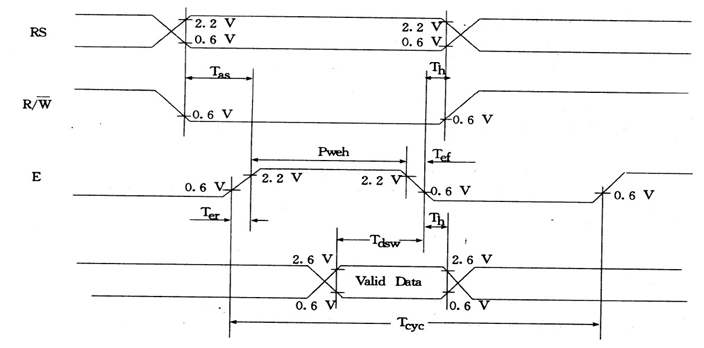 RS
2.2 V
0.6 V
2.2 V
0.6 V
Tas
Th
R/W̅
0.6 V
0.6 V
Pweh
Tef
E
0.6 V
2.2 V
2.2 V
0.6 V
0.6 V
Ter
Th
Tdsw
2.6 V
2.6 V
Valid Data
0.6 V
0.6 V
Tcyc